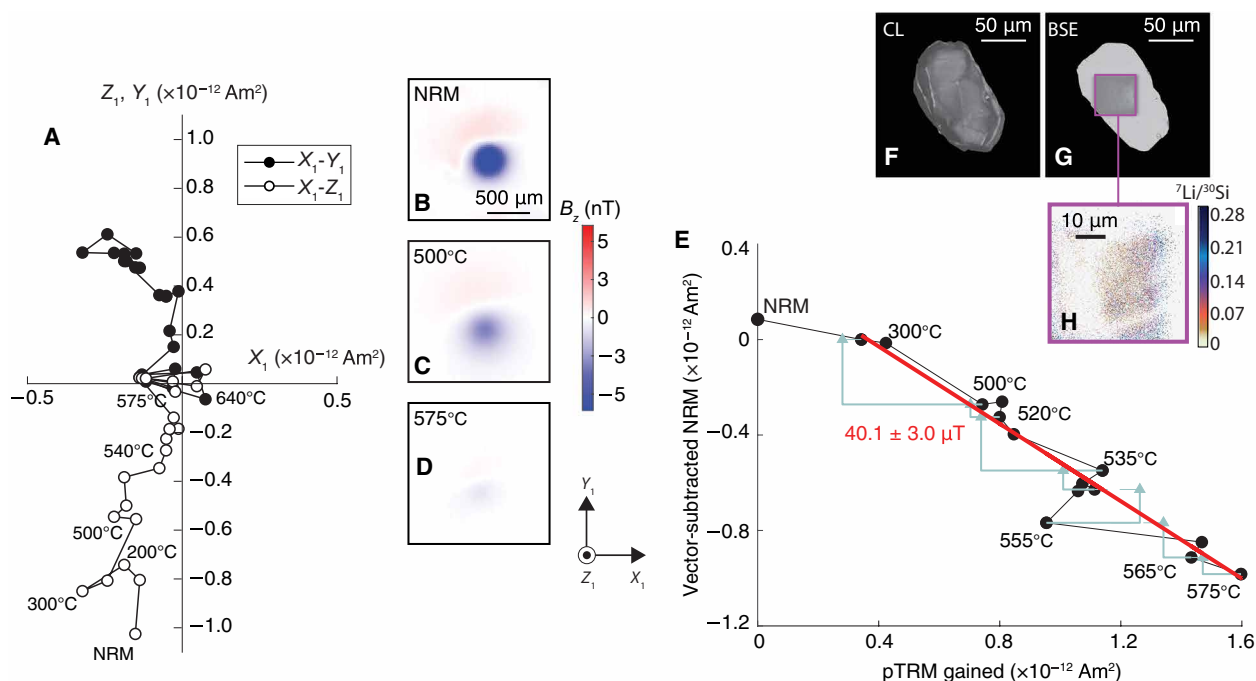 A
Z₁, Y₁ (×10⁻¹² Am²)
1.0
0.8
0.6
0.4
0.2
X₁ (×10⁻¹² Am²)
−0.5
0.5
575°C
640°C
−0.2
540°C
−0.4
500°C
−0.6
200°C
−0.8
300°C
−1.0
NRM
X₁-Y₁
X₁-Z₁
NRM
B
500 µm
500°C
C
575°C
D
B_z (nT)
5
3
0
−3
−5
Y₁
Z₁
X₁
E
0.4
0
−0.4
−0.8
−1.2
Vector-subtracted NRM (×10⁻¹² Am²)
NRM
300°C
500°C
520°C
40.1 ± 3.0 µT
535°C
555°C
565°C
575°C
0
0.4
0.8
1.2
1.6
pTRM gained (×10⁻¹² Am²)
CL
50 µm
F
BSE
50 µm
G
10 µm
H
⁷Li/³⁰Si
0.28
0.21
0.14
0.07
0